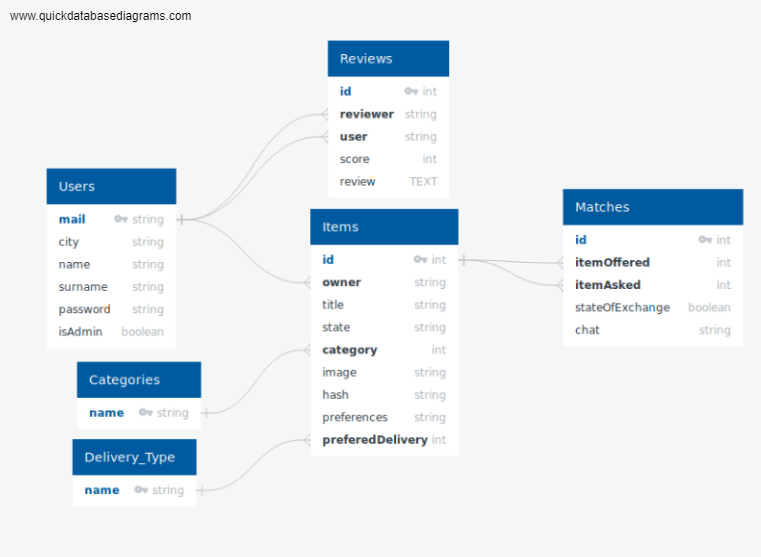 www.quickdatabasediagrams.com
Reviews
id int
reviewer string
user string
score int
review TEXT
Users
mail string
city string
name string
surname string
password string
isAdmin boolean
Items
id int
owner string
title string
state string
category int
image string
hash string
preferences string
preferedDelivery int
Matches
id int
itemOffered int
itemAsked int
stateOfExchange boolean
chat string
Categories
name string
Delivery_Type
name string